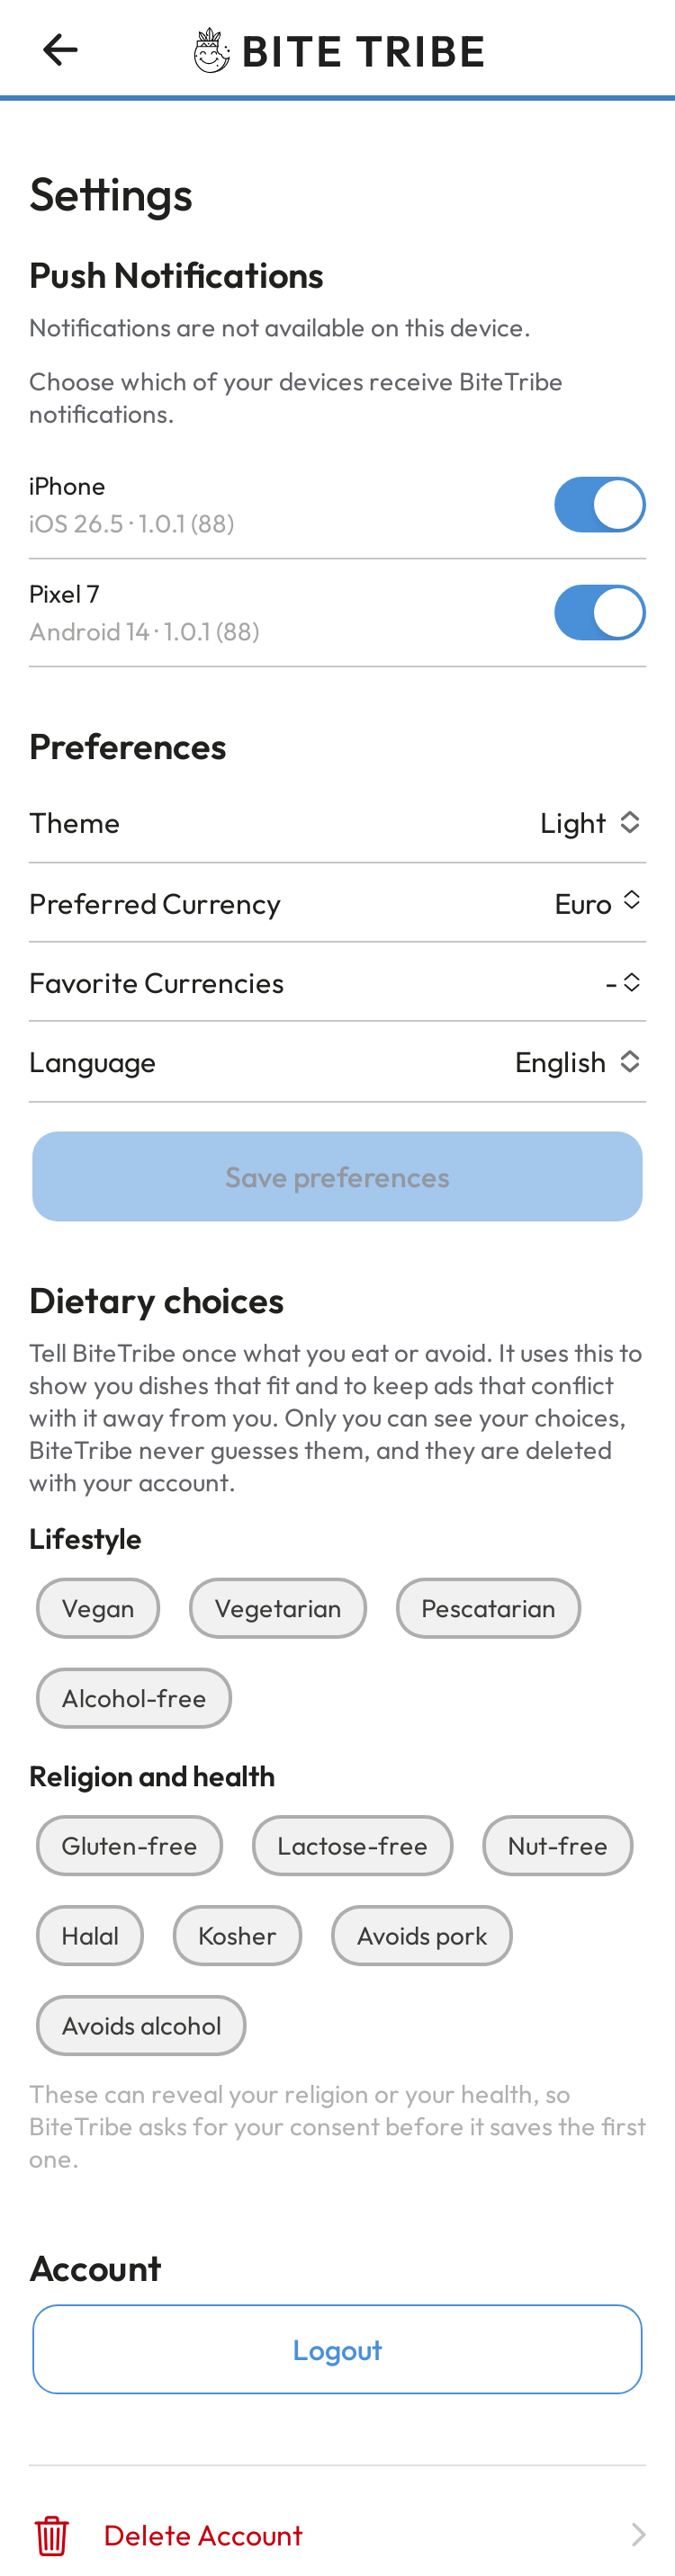 BITE TRIBE
Settings
Push Notifications
Notifications are not available on this device.
Choose which of your devices receive BiteTribe
notifications.
iPhone
iOS 26.5 · 1.0.1 (88)
Pixel 7
Android 14 · 1.0.1 (88)
Preferences
Theme Light
Preferred Currency Euro
Favorite Currencies -
Language English
Save preferences
Dietary choices
Tell BiteTribe once what you eat or avoid. It uses this to
show you dishes that fit and to keep ads that conflict
with it away from you. Only you can see your choices,
BiteTribe never guesses them, and they are deleted
with your account.
Lifestyle
Vegan Vegetarian Pescatarian
Alcohol-free
Religion and health
Gluten-free Lactose-free Nut-free
Halal Kosher Avoids pork
Avoids alcohol
These can reveal your religion or your health, so
BiteTribe asks for your consent before it saves the first
one.
Account
Logout
Delete Account